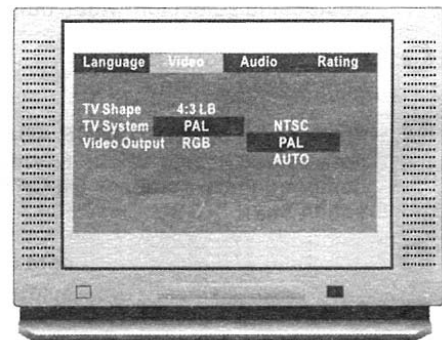 Language Video Audio Rating
TV Shape 4:3 LB
TV System PAL NTSC
Video Output RGB PAL
AUTO